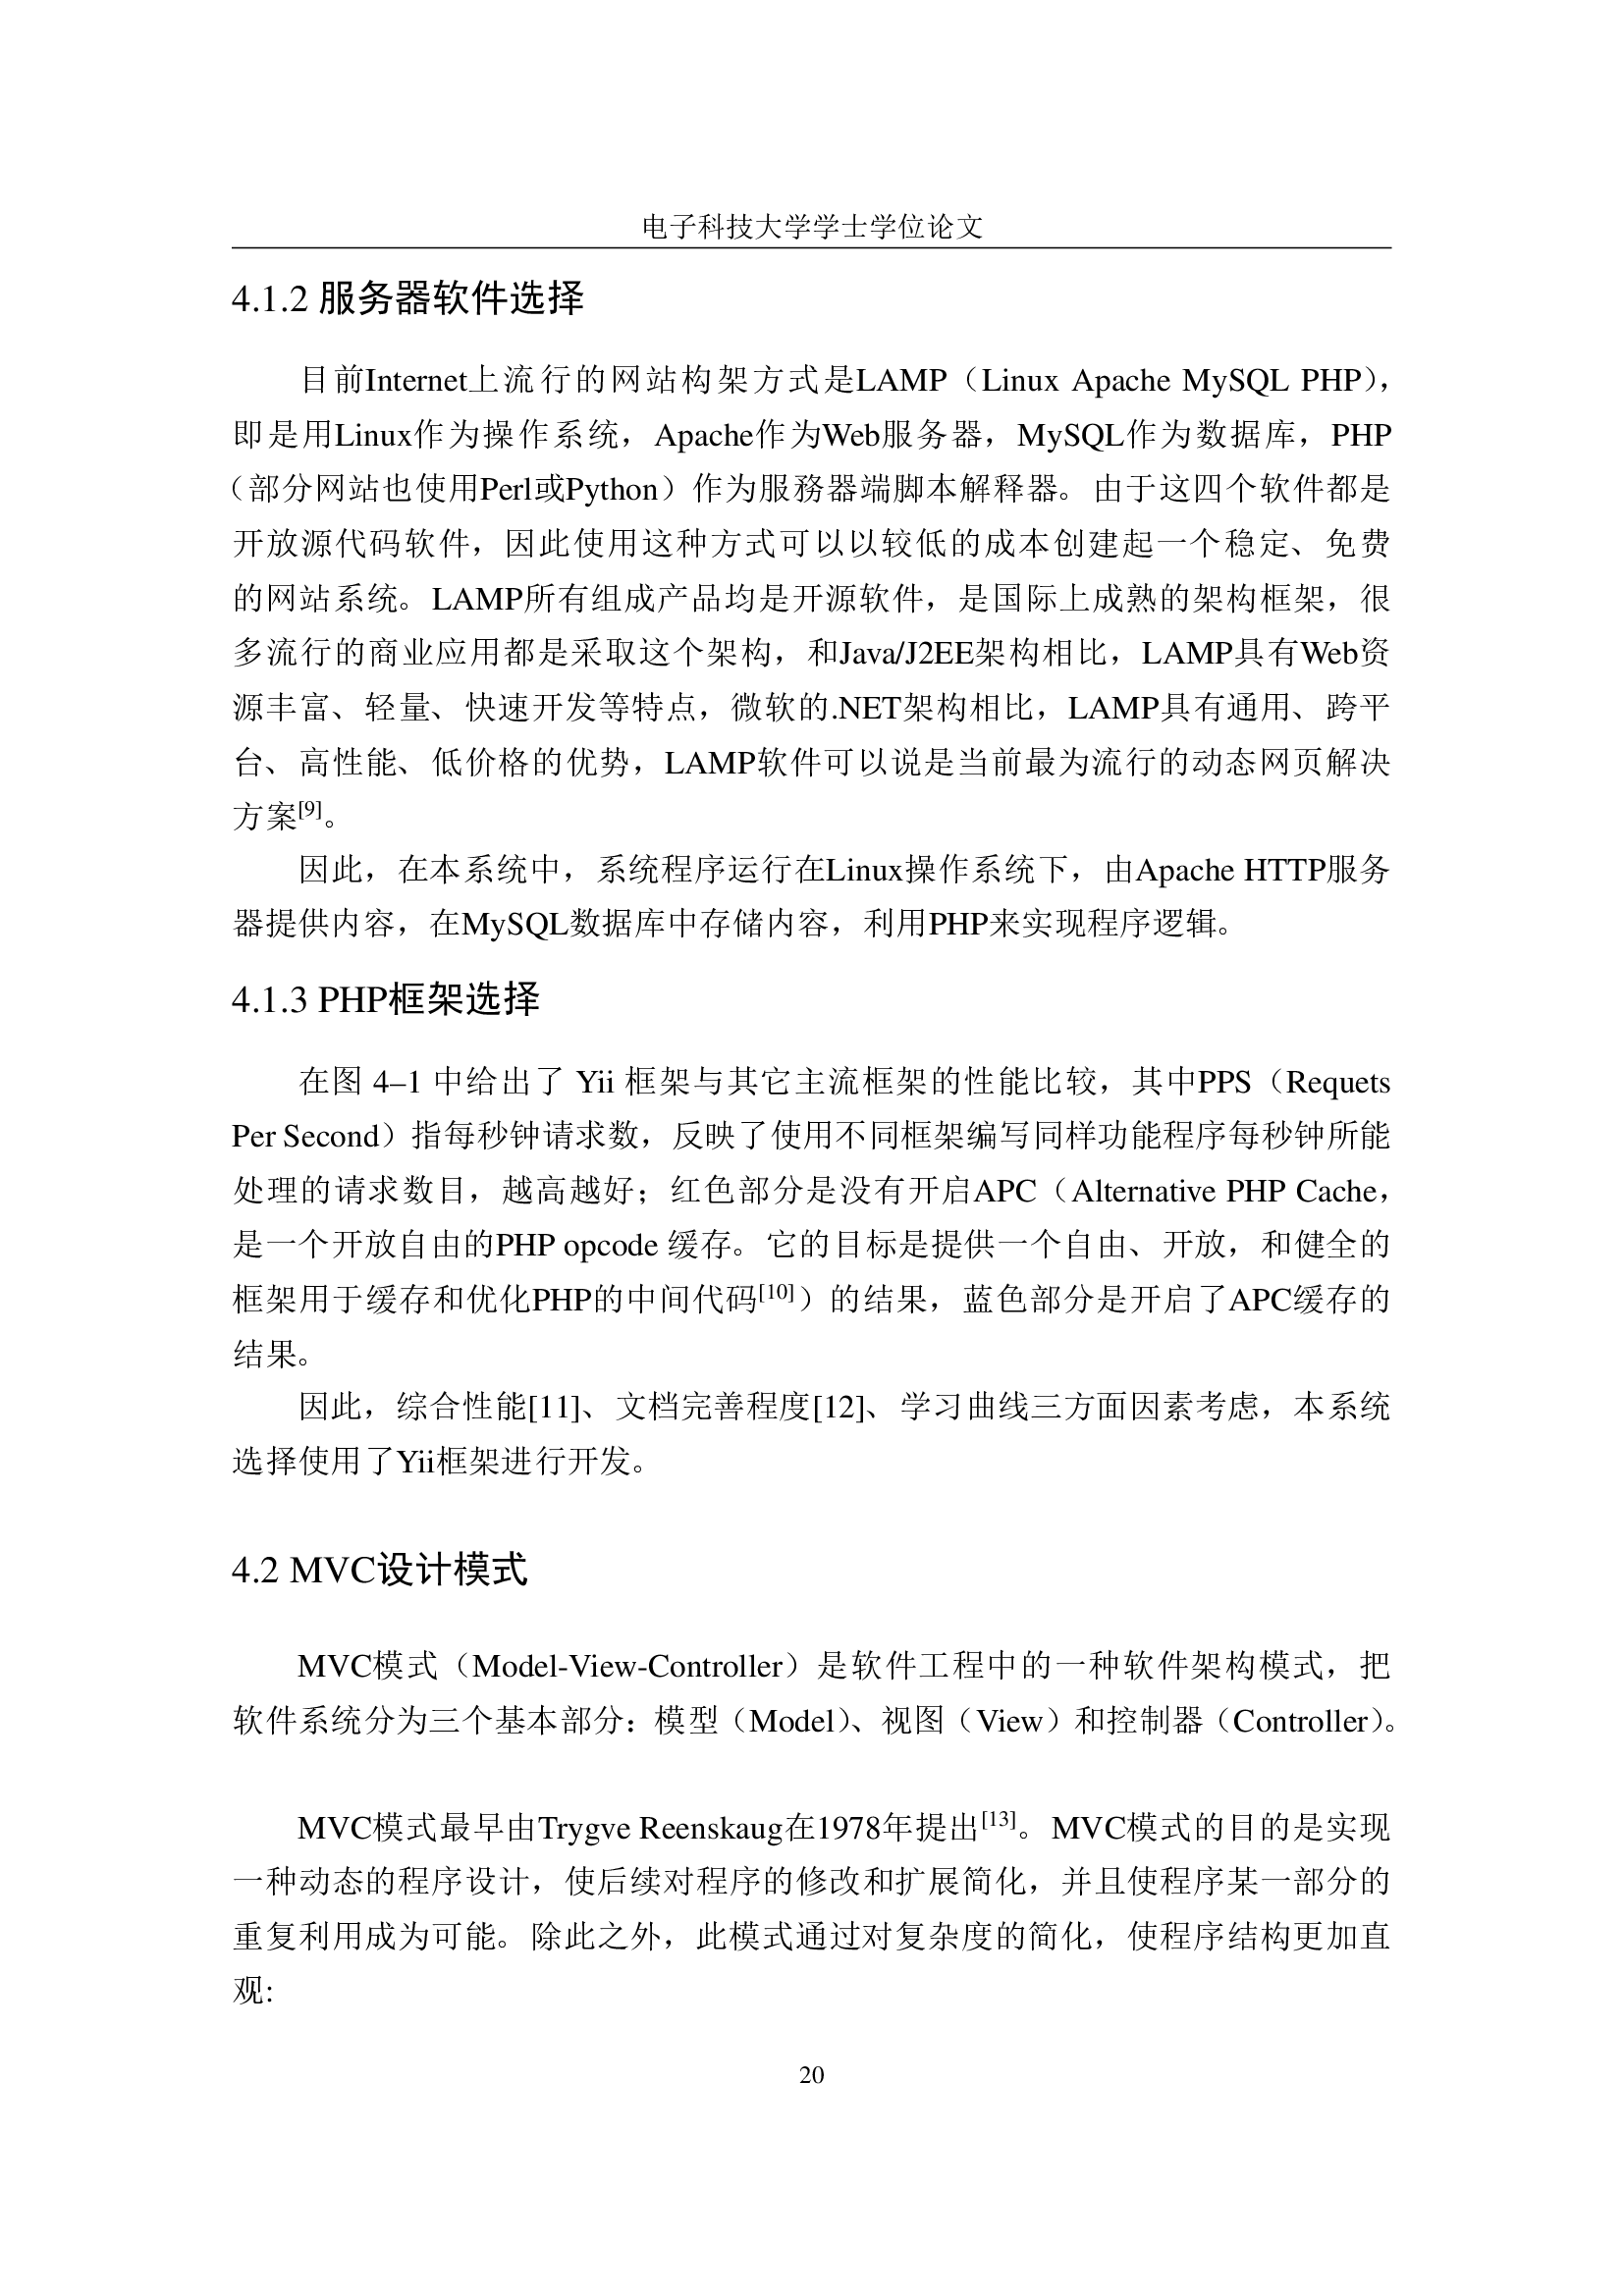 电子科技大学学士学位论文
4.1.2 服务器软件选择
目前Internet上流行的网站构架方式是LAMP（Linux Apache MySQL PHP），
即是用Linux作为操作系统，Apache作为Web服务器，MySQL作为数据库，PHP
（部分网站也使用Perl或Python）作为服務器端脚本解释器。由于这四个软件都是
开放源代码软件，因此使用这种方式可以以较低的成本创建起一个稳定、免费
的网站系统。LAMP所有组成产品均是开源软件，是国际上成熟的架构框架，很
多流行的商业应用都是采取这个架构，和Java/J2EE架构相比，LAMP具有Web资
源丰富、轻量、快速开发等特点，微软的.NET架构相比，LAMP具有通用、跨平
台、高性能、低价格的优势，LAMP软件可以说是当前最为流行的动态网页解决
方案[9]。
因此，在本系统中，系统程序运行在Linux操作系统下，由Apache HTTP服务
器提供内容，在MySQL数据库中存储内容，利用PHP来实现程序逻辑。
4.1.3 PHP框架选择
在图 4–1 中给出了 Yii 框架与其它主流框架的性能比较，其中PPS（Requets
Per Second）指每秒钟请求数，反映了使用不同框架编写同样功能程序每秒钟所能
处理的请求数目，越高越好；红色部分是没有开启APC（Alternative PHP Cache，
是一个开放自由的PHP opcode 缓存。它的目标是提供一个自由、开放，和健全的
框架用于缓存和优化PHP的中间代码[10]）的结果，蓝色部分是开启了APC缓存的
结果。
因此，综合性能[11]、文档完善程度[12]、学习曲线三方面因素考虑，本系统
选择使用了Yii框架进行开发。
4.2 MVC设计模式
MVC模式（Model-View-Controller）是软件工程中的一种软件架构模式，把
软件系统分为三个基本部分：模型（Model）、视图（View）和控制器（Controller）。
MVC模式最早由Trygve Reenskaug在1978年提出[13]。MVC模式的目的是实现
一种动态的程序设计，使后续对程序的修改和扩展简化，并且使程序某一部分的
重复利用成为可能。除此之外，此模式通过对复杂度的简化，使程序结构更加直
观:
20